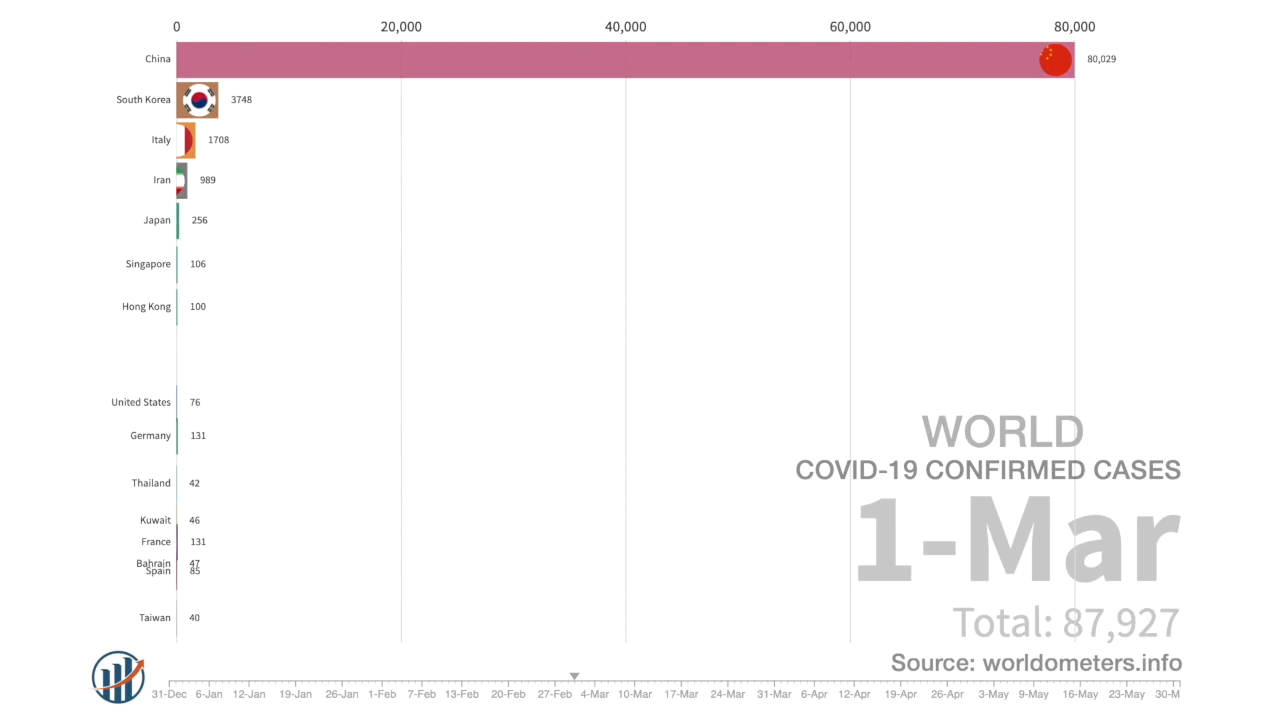 0 20,000 40,000 60,000 80,000
China 80,029
South Korea 3748
Italy 1708
Iran 989
Japan 256
Singapore 106
Hong Kong 100
United States 76
Germany 131
Thailand 42
Kuwait 46
France 131
Bahrain 47
Spain 85
Taiwan 40
WORLD
COVID-19 CONFIRMED CASES
1-Mar
Total: 87,927
Source: worldometers.info
31-Dec 6-Jan 12-Jan 19-Jan 26-Jan 1-Feb 7-Feb 13-Feb 20-Feb 27-Feb 4-Mar 10-Mar 17-Mar 24-Mar 31-Mar 6-Apr 12-Apr 19-Apr 26-Apr 3-May 9-May 16-May 23-May 30-M